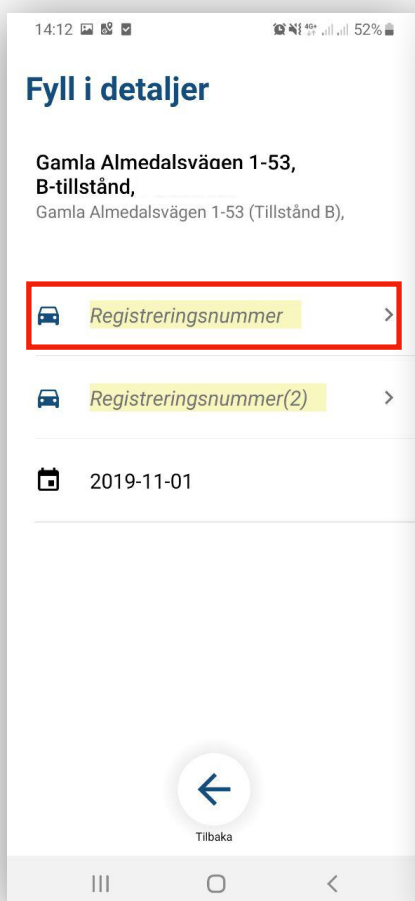 14:12 4G+ 52%
Fyll i detaljer
Gamla Almedalsvägen 1-53,
B-tillstånd,
Gamla Almedalsvägen 1-53 (Tillstånd B),
Registreringsnummer
Registreringsnummer(2)
2019-11-01
Tilbaka